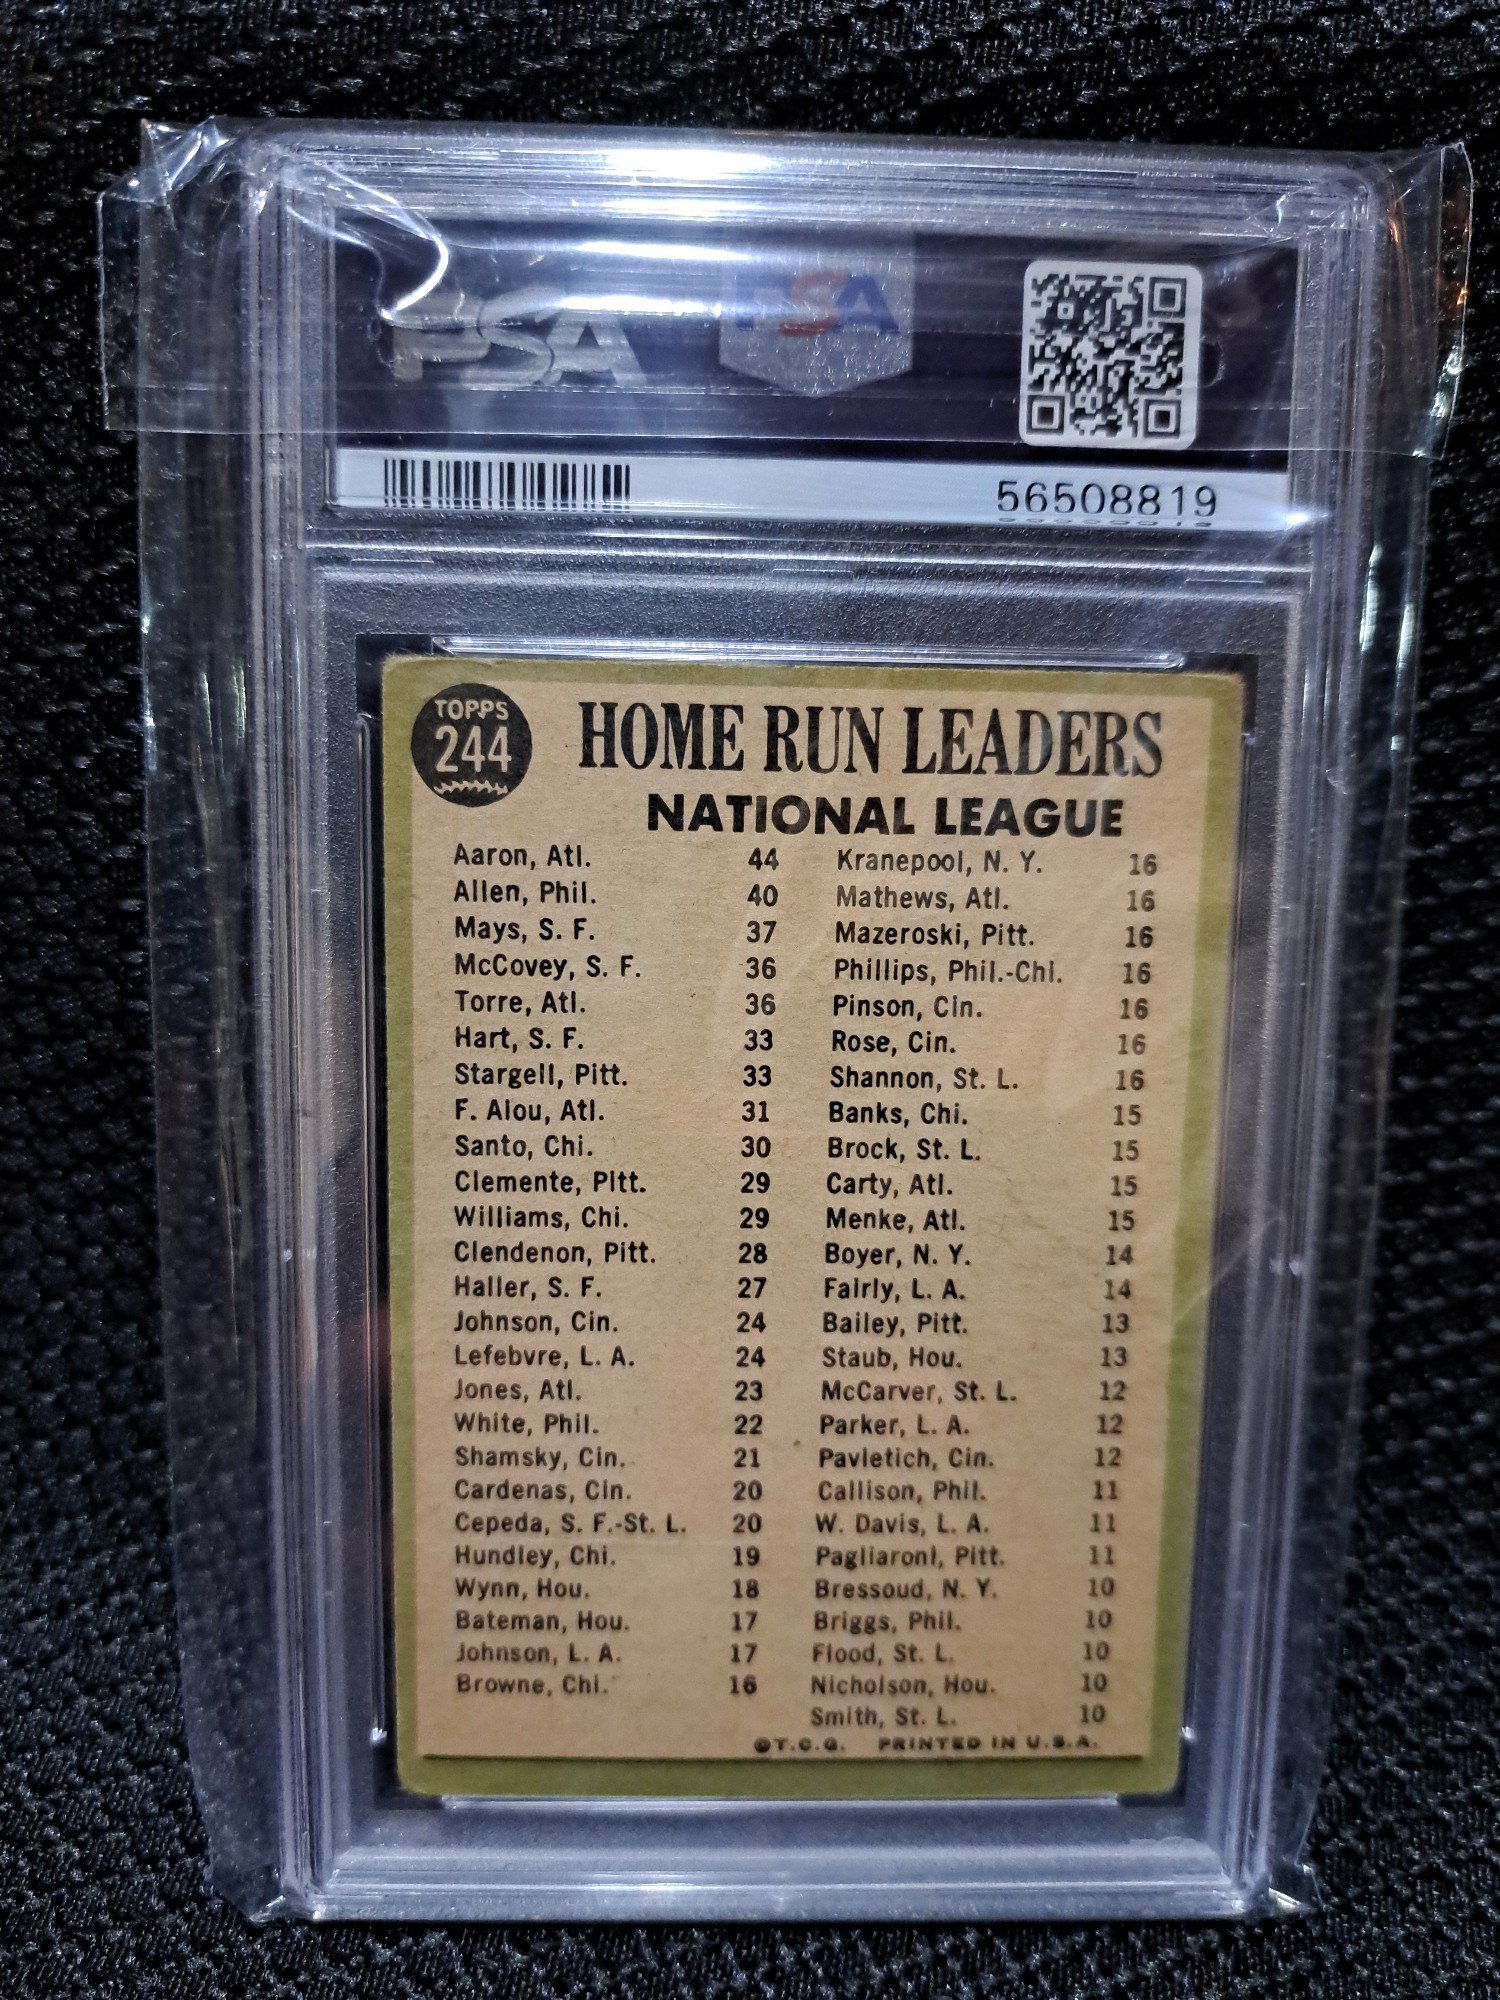 PSA
PSA
56508819
TOPPS
244
HOME RUN LEADERS
NATIONAL LEAGUE
Aaron, Atl. 44
Allen, Phil. 40
Mays, S. F. 37
McCovey, S. F. 36
Torre, Atl. 36
Hart, S. F. 33
Stargell, Pitt. 33
F. Alou, Atl. 31
Santo, Chi. 30
Clemente, Pitt. 29
Williams, Chi. 29
Clendenon, Pitt. 28
Haller, S. F. 27
Johnson, Cin. 24
Lefebvre, L. A. 24
Jones, Atl. 23
White, Phil. 22
Shamsky, Cin. 21
Cardenas, Cin. 20
Cepeda, S. F.-St. L. 20
Hundley, Chi. 19
Wynn, Hou. 18
Bateman, Hou. 17
Johnson, L. A. 17
Browne, Chi. 16
Kranepool, N. Y. 16
Mathews, Atl. 16
Mazeroski, Pitt. 16
Phillips, Phil.-Chi. 16
Pinson, Cin. 16
Rose, Cin. 16
Shannon, St. L. 16
Banks, Chi. 15
Brock, St. L. 15
Carty, Atl. 15
Menke, Atl. 15
Boyer, N. Y. 14
Fairly, L. A. 14
Bailey, Pitt. 13
Staub, Hou. 13
McCarver, St. L. 12
Parker, L. A. 12
Pavletich, Cin. 12
Callison, Phil. 11
W. Davis, L. A. 11
Pagliaroni, Pitt. 11
Bressoud, N. Y. 10
Briggs, Phil. 10
Flood, St. L. 10
Nicholson, Hou. 10
Smith, St. L. 10
©T.C.G. PRINTED IN U.S.A.